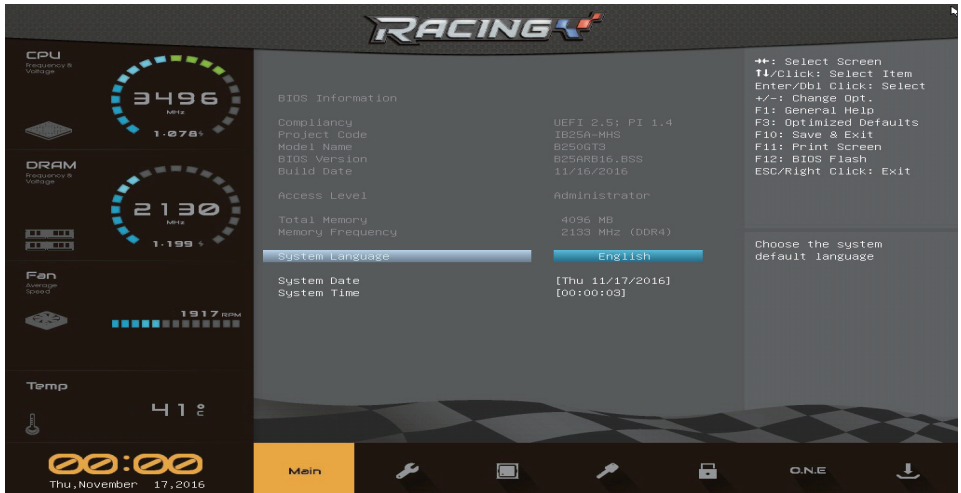 RACING
CPU
Frequency &
Voltage
3496
MHz
1.078v
DRAM
Frequency &
Voltage
2130
MHz
1.199 v
Fan
Average
Speed
1917 RPM
Temp
41°C
00:00
Thu,November 17,2016
BIOS Information
Compliancy UEFI 2.5; PI 1.4
Project Code IB25A-MHS
Model Name B250GT3
BIOS Version B25ARB16.BSS
Build Date 11/16/2016
Access Level Administrator
Total Memory 4096 MB
Memory Frequency 2133 MHz (DDR4)
System Language English
System Date [Thu 11/17/2016]
System Time [00:00:03]
→←: Select Screen
↑↓/Click: Select Item
Enter/Dbl Click: Select
+/-: Change Opt.
F1: General Help
F3: Optimized Defaults
F10: Save & Exit
F11: Print Screen
F12: BIOS Flash
ESC/Right Click: Exit
Choose the system
default language
Main
O.N.E